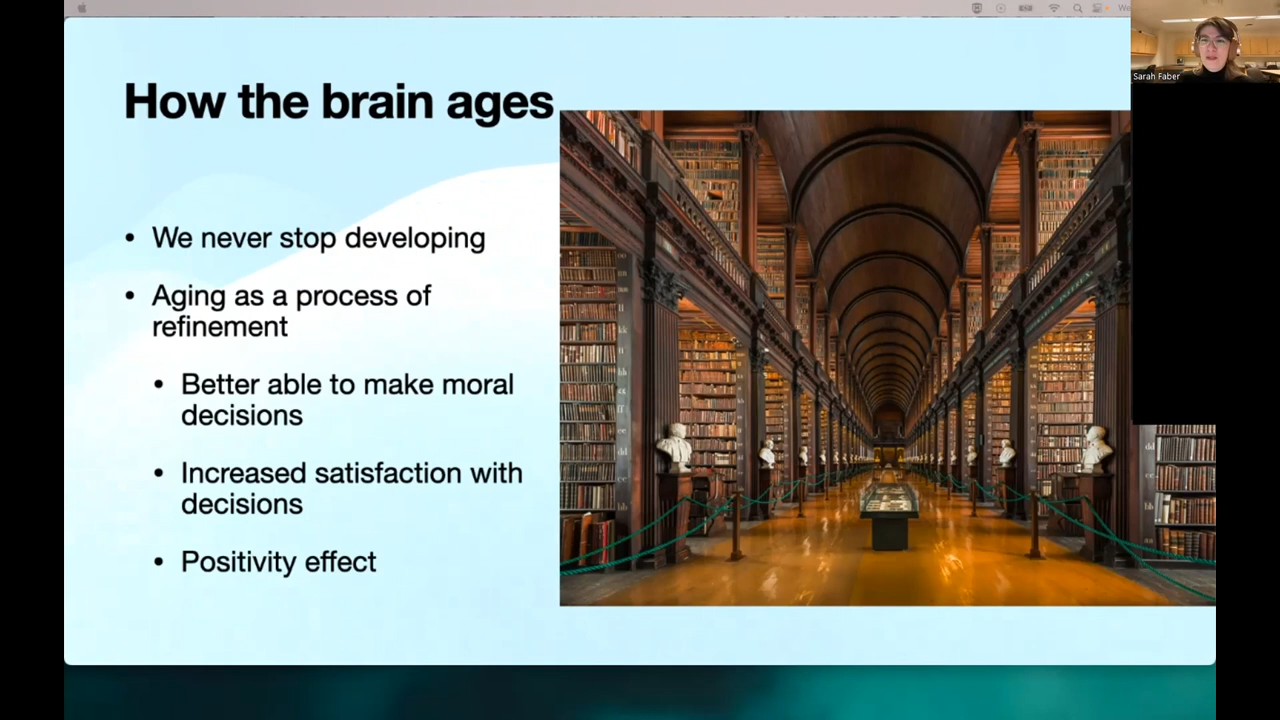 We
Sarah Faber
How the brain ages
• We never stop developing
• Aging as a process of
refinement
• Better able to make moral
decisions
• Increased satisfaction with
decisions
• Positivity effect